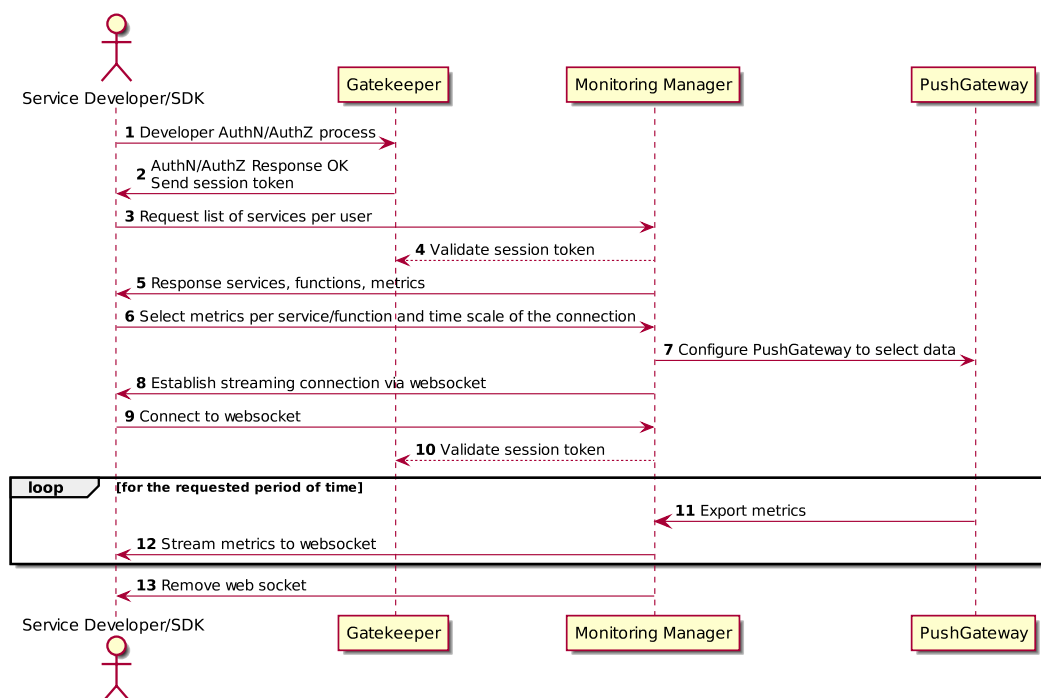 Service Developer/SDK
Gatekeeper
Monitoring Manager
PushGateway
1 Developer AuthN/AuthZ process
2 AuthN/AuthZ Response OK
Send session token
3 Request list of services per user
4 Validate session token
5 Response services, functions, metrics
6 Select metrics per service/function and time scale of the connection
7 Configure PushGateway to select data
8 Establish streaming connection via websocket
9 Connect to websocket
10 Validate session token
loop [for the requested period of time]
11 Export metrics
12 Stream metrics to websocket
13 Remove web socket
Service Developer/SDK
Gatekeeper
Monitoring Manager
PushGateway